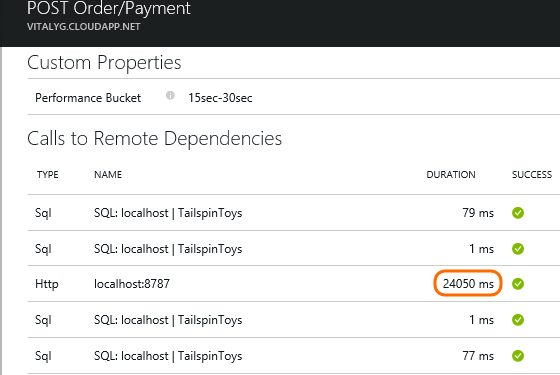 POST Order/Payment
VITALYG.CLOUDAPP.NET
Custom Properties
Performance Bucket 15sec-30sec
Calls to Remote Dependencies
TYPE NAME DURATION SUCCESS
Sql SQL: localhost | TailspinToys 79 ms
Sql SQL: localhost | TailspinToys 1 ms
Http localhost:8787 24050 ms
Sql SQL: localhost | TailspinToys 1 ms
Sql SQL: localhost | TailspinToys 77 ms